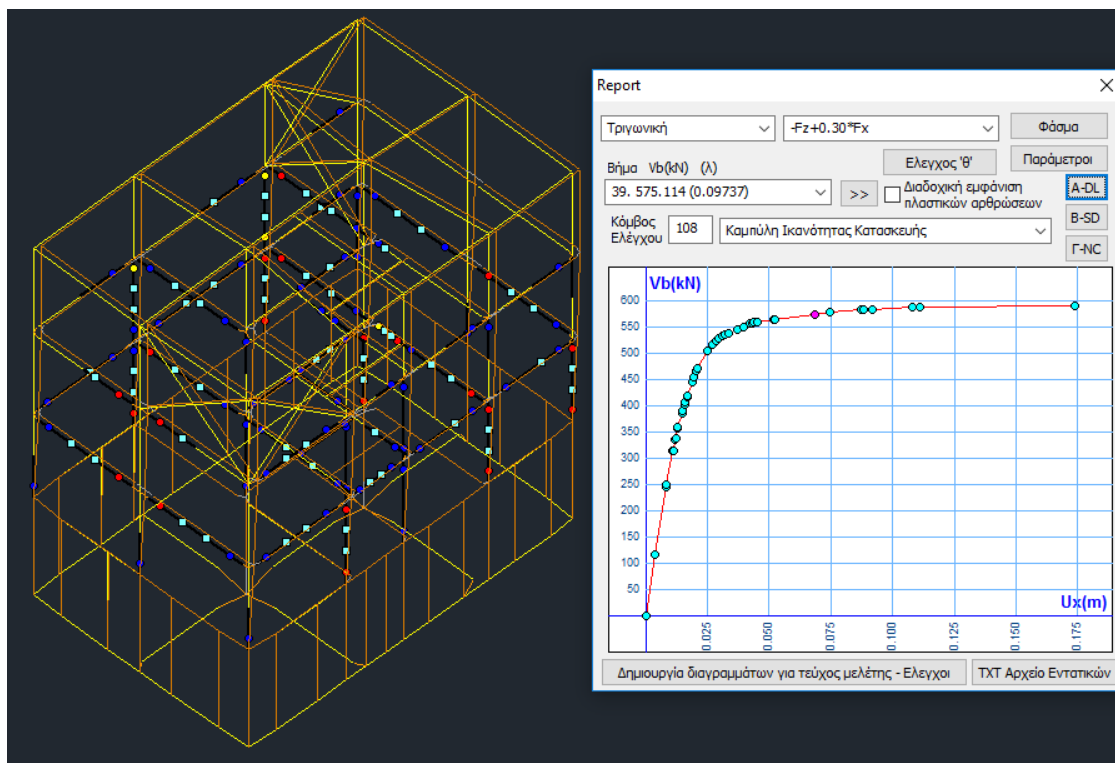 Report
Τριγωνική
-Fz+0.30*Fx
Φάσμα
Βήμα Vb(kN) (λ)
Ελεγχος 'θ'
Παράμετροι
39. 575.114 (0.09737)
>>
Διαδοχική εμφάνιση
πλαστικών αρθρώσεων
A-DL
B-SD
Γ-NC
Κόμβος
Ελέγχου
108
Καμπύλη Ικανότητας Κατασκευής
Vb(kN)
600
550
500
450
400
350
300
250
200
150
100
50
Ux(m)
0.025
0.050
0.075
0.100
0.125
0.150
0.175
Δημιουργία διαγραμμάτων για τεύχος μελέτης - Ελεγχοι
TXT Αρχείο Εντατικών